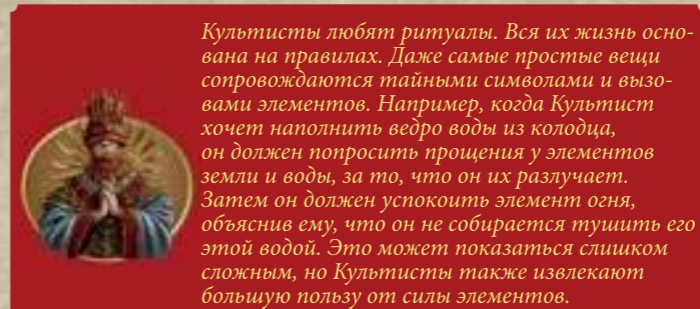 Культисты любят ритуалы. Вся их жизнь осно-
вана на правилах. Даже самые простые вещи
сопровождаются тайными символами и вызо-
вами элементов. Например, когда Культист
хочет наполнить ведро воды из колодца,
он должен попросить прощения у элементов
земли и воды, за то, что он их разлучает.
Затем он должен успокоить элемент огня,
объяснив ему, что он не собирается тушить его
этой водой. Это может показаться слишком
сложным, но Культисты также извлекают
большую пользу от силы элементов.